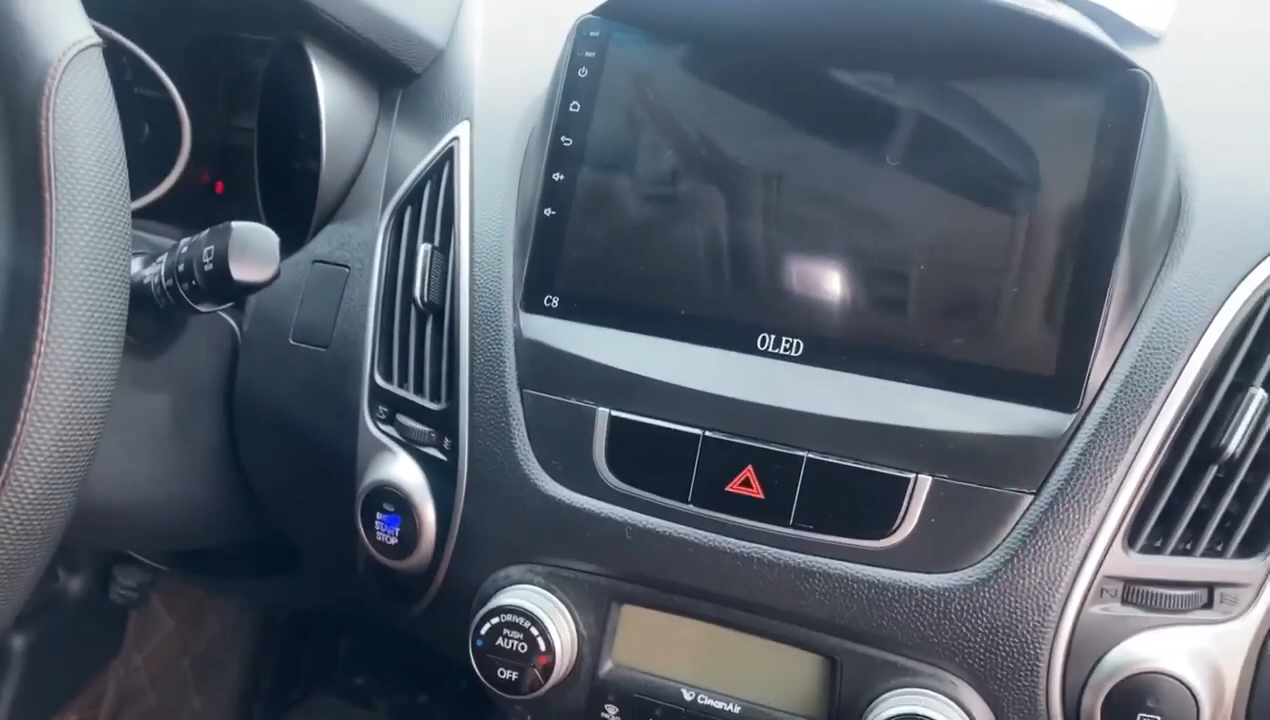 C8
OLED
START
STOP
DRIVER
PUSH
AUTO
OFF
CleanAir